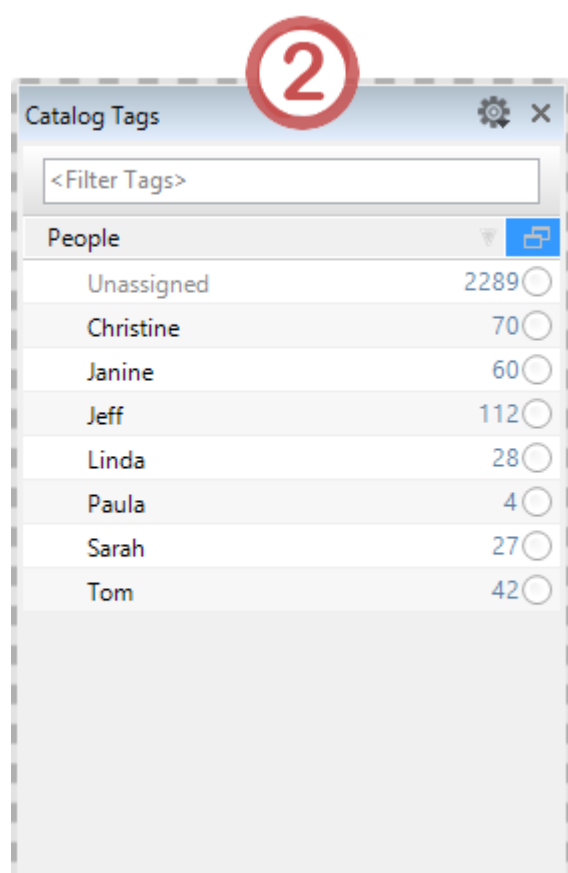 2
Catalog Tags
<Filter Tags>
People
Unassigned 2289
Christine 70
Janine 60
Jeff 112
Linda 28
Paula 4
Sarah 27
Tom 42